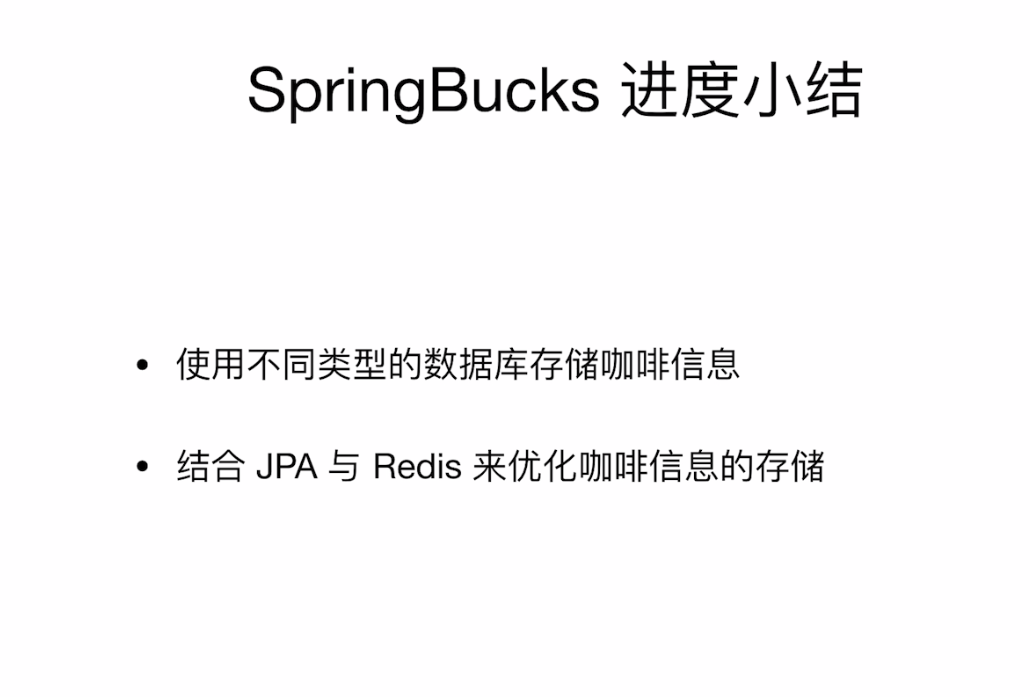 SpringBucks 进度小结
• 使用不同类型的数据库存储咖啡信息
• 结合 JPA 与 Redis 来优化咖啡信息的存储